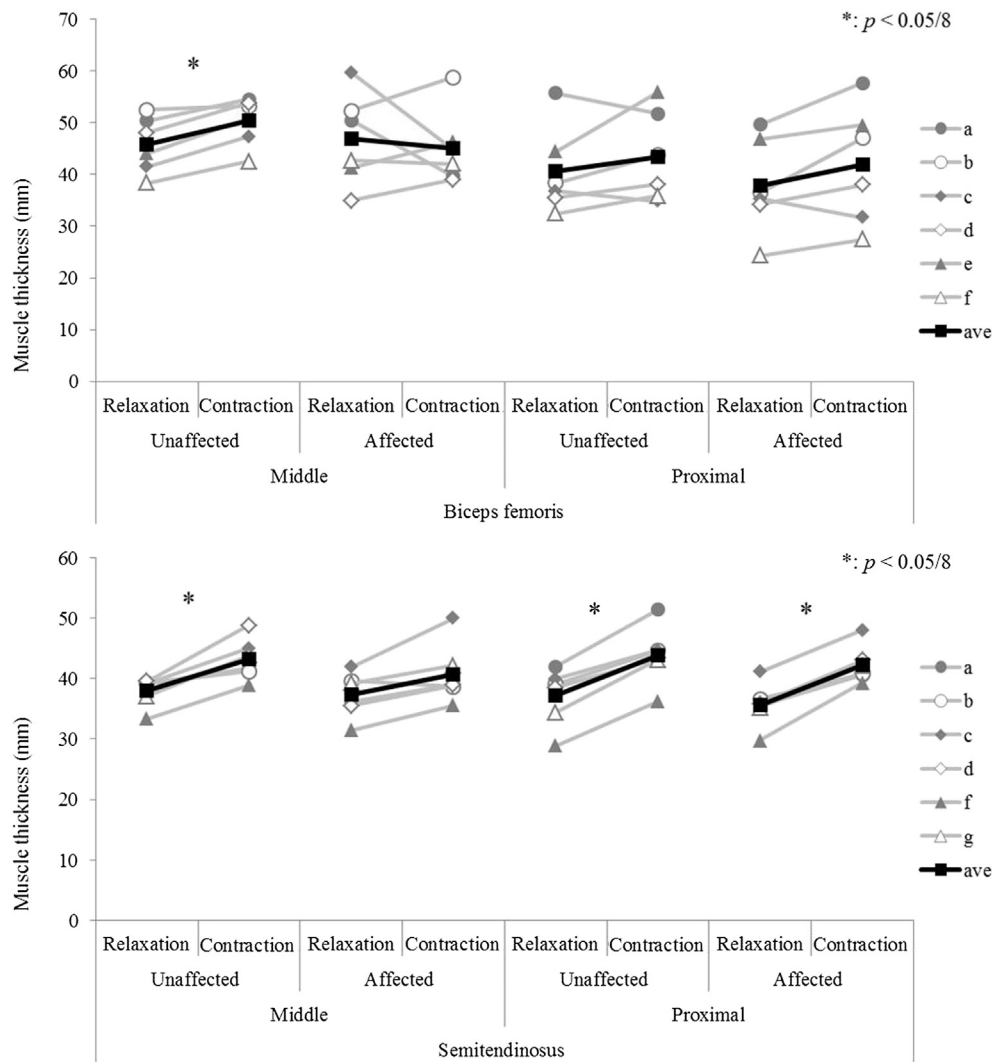 70
*: p < 0.05/8
60
50
40
30
20
10
0
Muscle thickness (mm)
*
a
b
c
d
e
f
ave
Relaxation Contraction Relaxation Contraction Relaxation Contraction Relaxation Contraction
Unaffected Affected Unaffected Affected
Middle Proximal
Biceps femoris
60
*: p < 0.05/8
50
40
30
20
10
0
Muscle thickness (mm)
* * *
a
b
c
d
f
g
ave
Relaxation Contraction Relaxation Contraction Relaxation Contraction Relaxation Contraction
Unaffected Affected Unaffected Affected
Middle Proximal
Semitendinosus